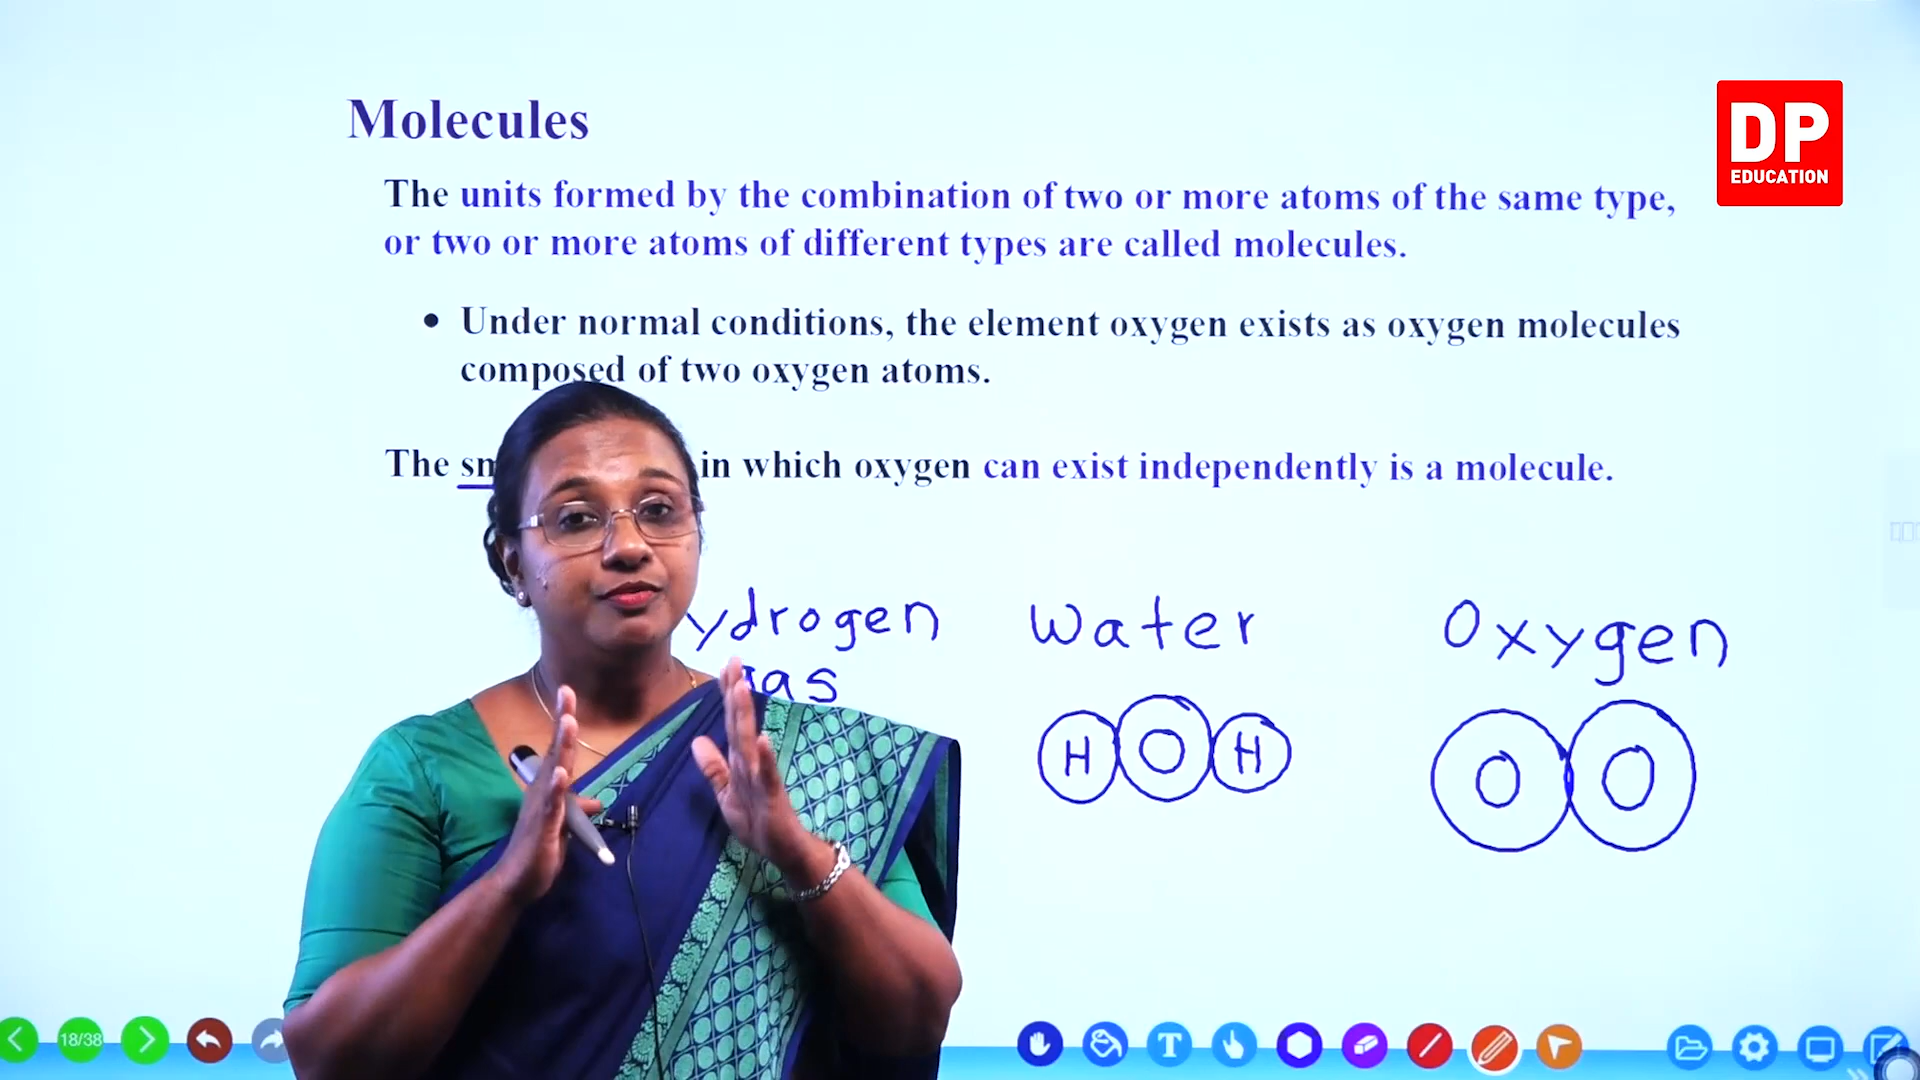 Molecules
DP
EDUCATION
The units formed by the combination of two or more atoms of the same type,
or two or more atoms of different types are called molecules.
• Under normal conditions, the element oxygen exists as oxygen molecules
composed of two oxygen atoms.
The in which oxygen can exist independently is a molecule.
ydrogen Water Oxygen
gas
H O H O O
18/38
T